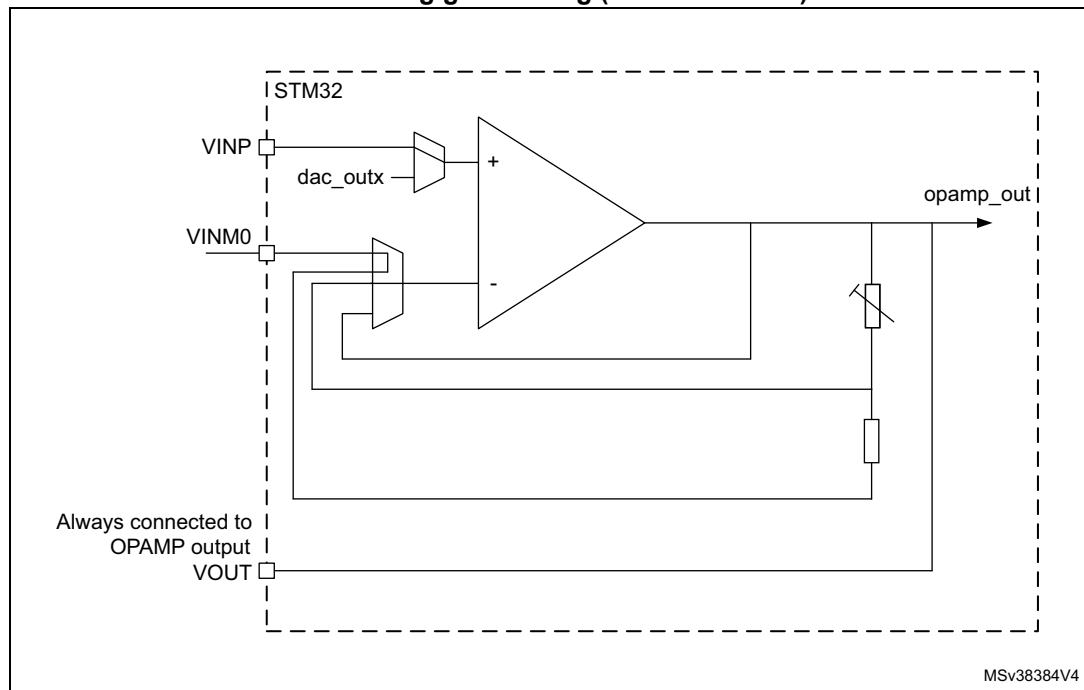 STM32
VINP
+
dac_outx
opamp_out
VINM0
-
Always connected to
OPAMP output
VOUT
MSv38384V4